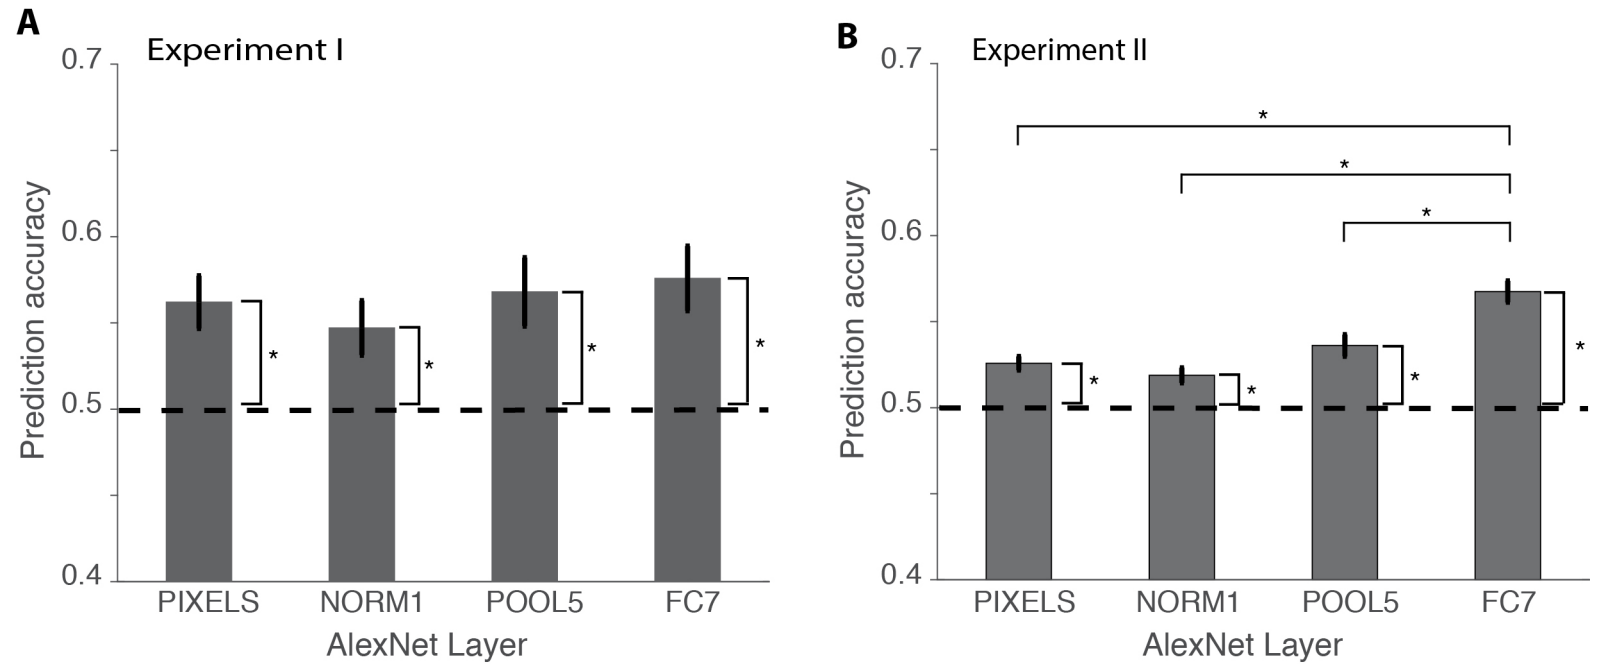 A
Experiment I
0.7
0.6
0.5
0.4
Prediction accuracy
*
*
*
*
PIXELS NORM1 POOL5 FC7
AlexNet Layer
B
Experiment II
0.7
0.6
0.5
0.4
Prediction accuracy
*
*
*
*
*
*
*
PIXELS NORM1 POOL5 FC7
AlexNet Layer